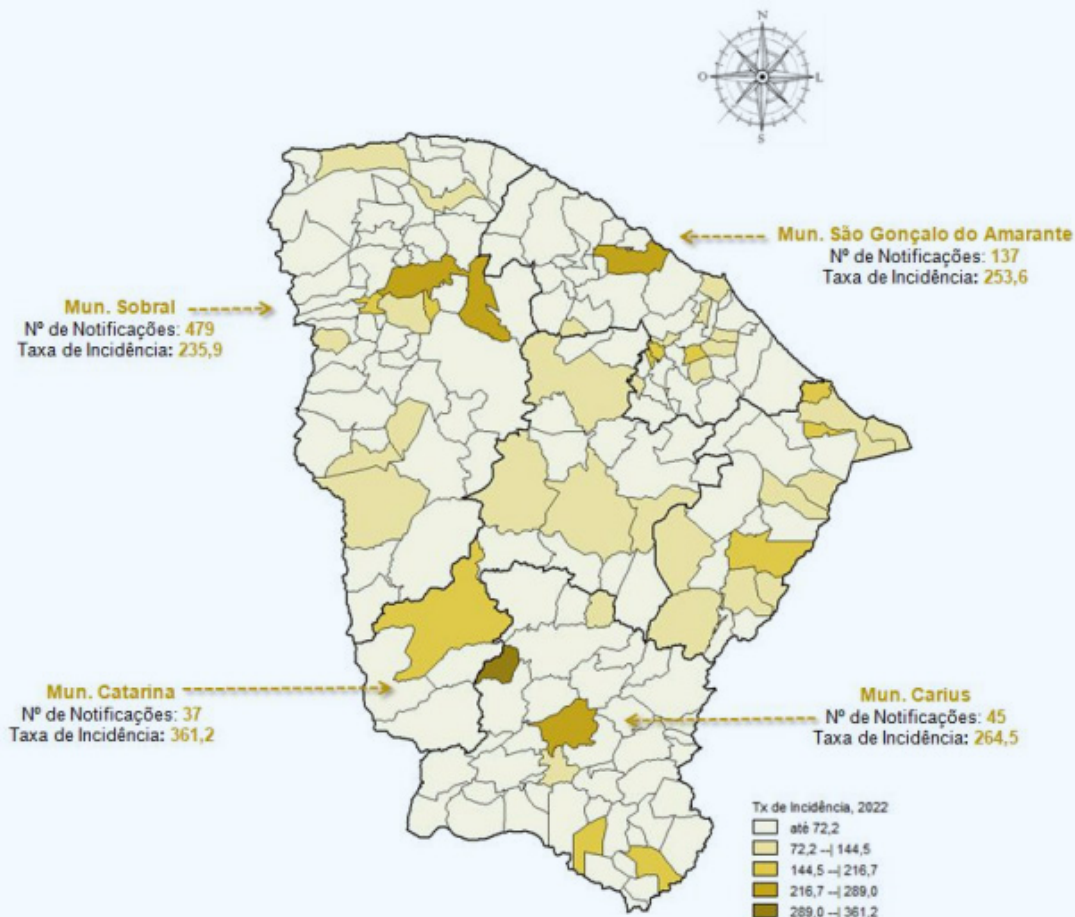 N
O
L
S
Mun. São Gonçalo do Amarante
Nº de Notificações: 137
Taxa de Incidência: 253,6
Mun. Sobral
Nº de Notificações: 479
Taxa de Incidência: 235,9
Mun. Catarina
Nº de Notificações: 37
Taxa de Incidência: 361,2
Mun. Carius
Nº de Notificações: 45
Taxa de Incidência: 264,5
Tx de Incidência, 2022
até 72,2
72,2 --| 144,5
144,5 --| 216,7
216,7 --| 289,0
289,0 --| 361,2